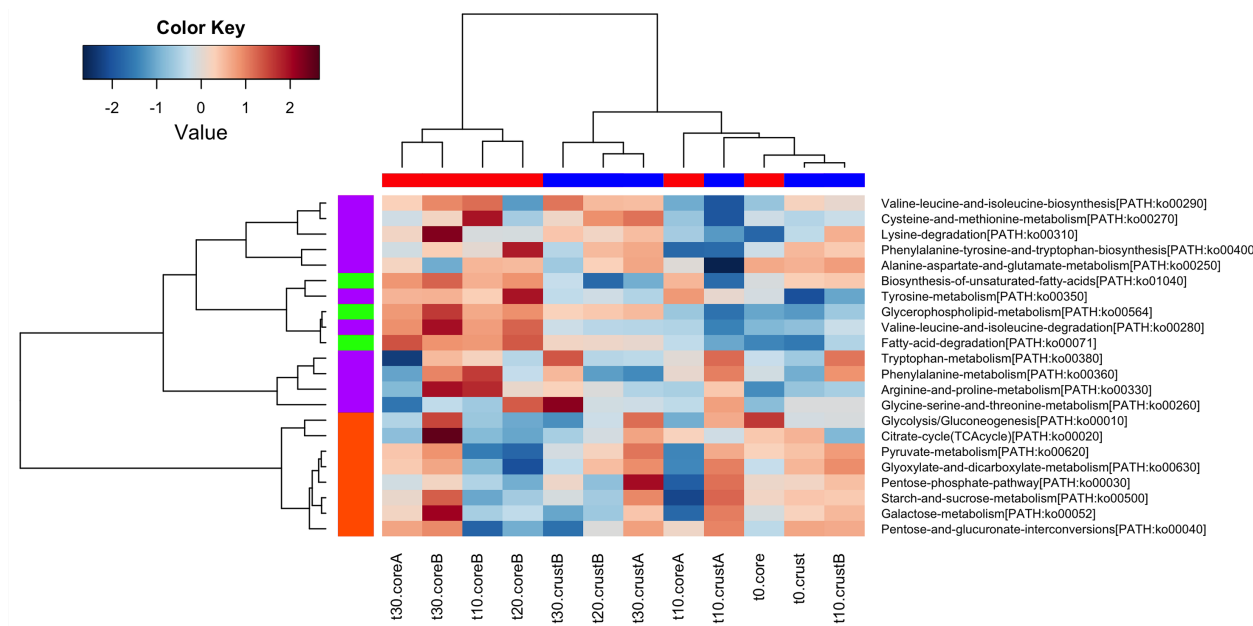 Color Key
-2 -1 0 1 2
Value
Valine-leucine-and-isoleucine-biosynthesis[PATH:ko00290]
Cysteine-and-methionine-metabolism[PATH:ko00270]
Lysine-degradation[PATH:ko00310]
Phenylalanine-tyrosine-and-tryptophan-biosynthesis[PATH:ko00400
Alanine-aspartate-and-glutamate-metabolism[PATH:ko00250]
Biosynthesis-of-unsaturated-fatty-acids[PATH:ko01040]
Tyrosine-metabolism[PATH:ko00350]
Glycerophospholipid-metabolism[PATH:ko00564]
Valine-leucine-and-isoleucine-degradation[PATH:ko00280]
Fatty-acid-degradation[PATH:ko00071]
Tryptophan-metabolism[PATH:ko00380]
Phenylalanine-metabolism[PATH:ko00360]
Arginine-and-proline-metabolism[PATH:ko00330]
Glycine-serine-and-threonine-metabolism[PATH:ko00260]
Glycolysis/Gluconeogenesis[PATH:ko00010]
Citrate-cycle(TCAcycle)[PATH:ko00020]
Pyruvate-metabolism[PATH:ko00620]
Glyoxylate-and-dicarboxylate-metabolism[PATH:ko00630]
Pentose-phosphate-pathway[PATH:ko00030]
Starch-and-sucrose-metabolism[PATH:ko00500]
Galactose-metabolism[PATH:ko00052]
Pentose-and-glucuronate-interconversions[PATH:ko00040]
t30.coreA
t30.coreB
t10.coreB
t20.coreB
t30.crustB
t20.crustB
t30.crustA
t10.coreA
t10.crustA
t0.core
t0.crust
t10.crustB